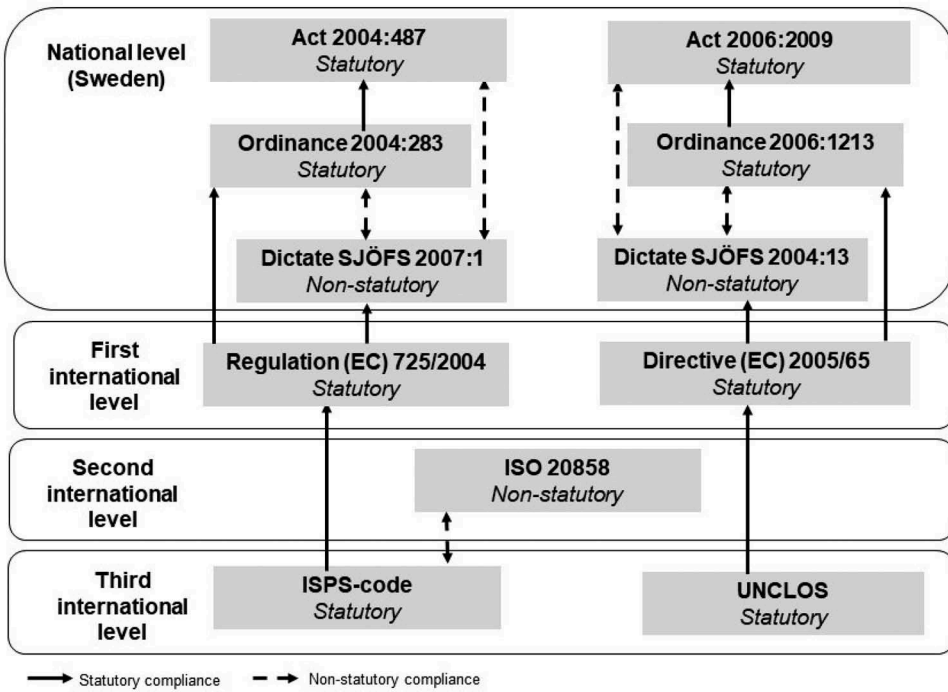 National level
(Sweden)
Act 2004:487
Statutory
Act 2006:2009
Statutory
Ordinance 2004:283
Statutory
Ordinance 2006:1213
Statutory
Dictate SJÖFS 2007:1
Non-statutory
Dictate SJÖFS 2004:13
Non-statutory
First
international
level
Regulation (EC) 725/2004
Statutory
Directive (EC) 2005/65
Statutory
Second
international
level
ISO 20858
Non-statutory
Third
international
level
ISPS-code
Statutory
UNCLOS
Statutory
Statutory compliance
Non-statutory compliance